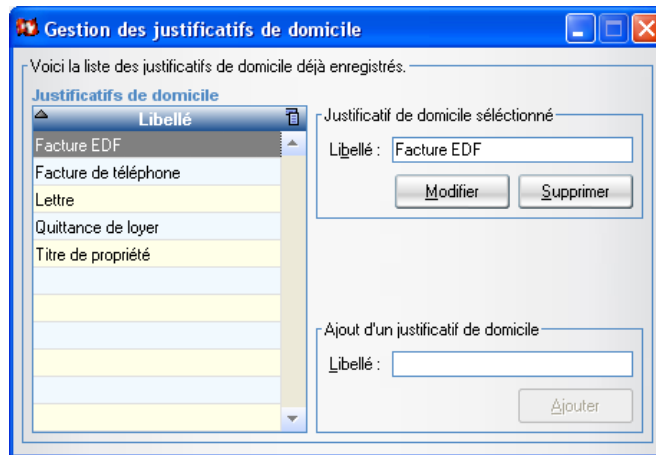 Gestion des justificatifs de domicile
Voici la liste des justificatifs de domicile déjà enregistrés.
Justificatifs de domicile
Libellé
Facture EDF
Facture de téléphone
Lettre
Quittance de loyer
Titre de propriété
Justificatif de domicile séléctionné
Libellé : Facture EDF
Modifier Supprimer
Ajout d'un justificatif de domicile
Libellé :
Ajouter